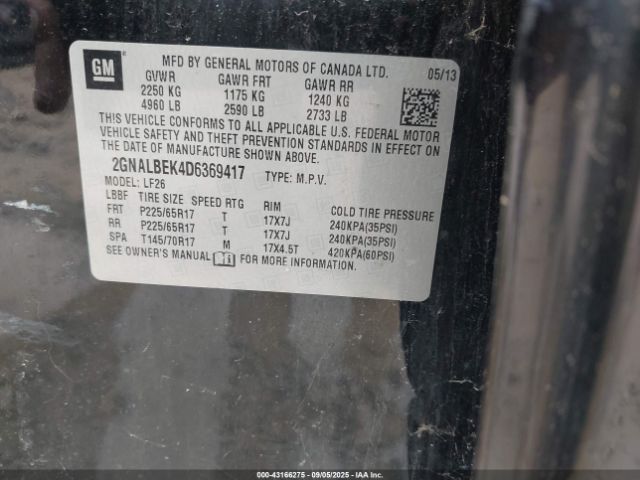 GM
MFD BY GENERAL MOTORS OF CANADA LTD. 05/13
GVWR GAWR FRT GAWR RR
2250 KG 1175 KG 1240 KG
4960 LB 2590 LB 2733 LB
THIS VEHICLE CONFORMS TO ALL APPLICABLE U.S. FEDERAL MOTOR
VEHICLE SAFETY AND THEFT PREVENTION STANDARDS IN EFFECT ON
THE DATE OF MANUFACTURE SHOWN ABOVE.
2GNALBEK4D6369417 TYPE: M.P.V.
MODEL: LF26
LBBF TIRE SIZE SPEED RTG RIM COLD TIRE PRESSURE
FRT P225/65R17 T 17X7J 240KPA(35PSI)
RR P225/65R17 T 17X7J 240KPA(35PSI)
SPA T145/70R17 M 17X4.5T 420KPA(60PSI)
SEE OWNER'S MANUAL FOR MORE INFORMATION.
000-43166275 - 09/05/2025 - IAA Inc.